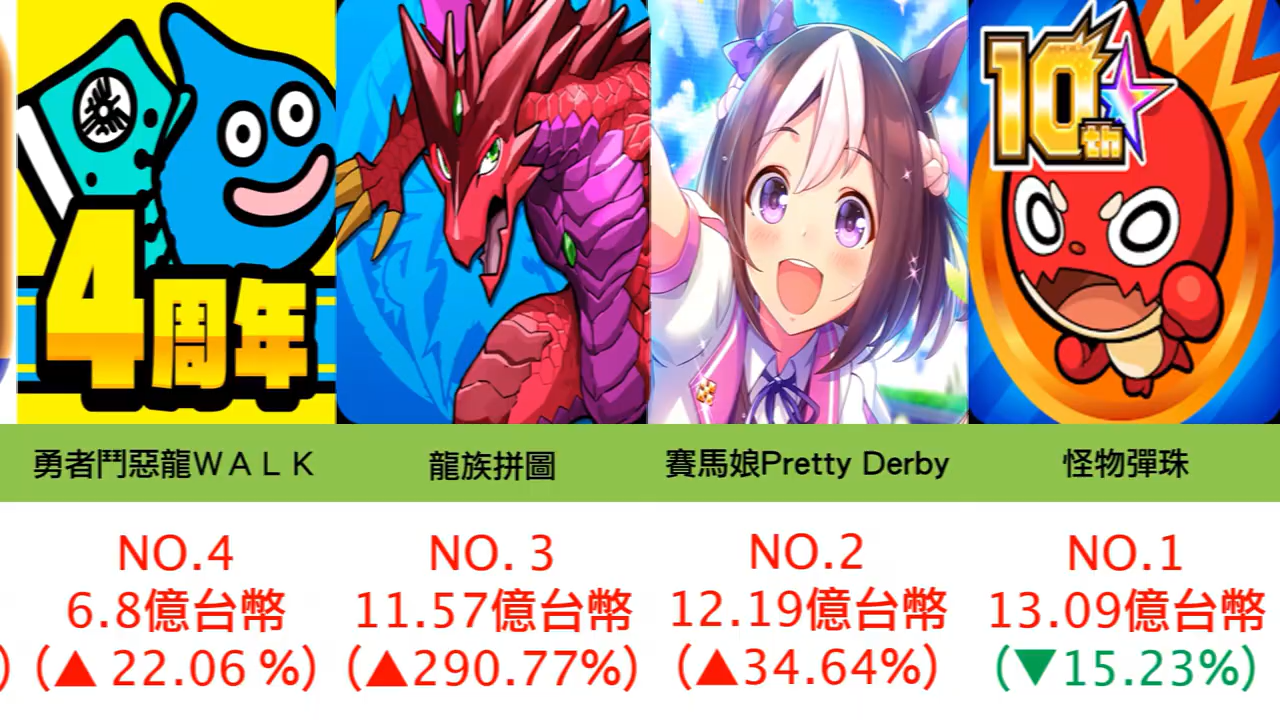 4周年
10th
勇者鬥惡龍ＷＡＬＫ
龍族拼圖
賽馬娘Pretty Derby
怪物彈珠
NO.4
6.8億台幣
(▲ 22.06 %)
NO. 3
11.57億台幣
(▲290.77%)
NO.2
12.19億台幣
(▲34.64%)
NO.1
13.09億台幣
(▼15.23%)
)